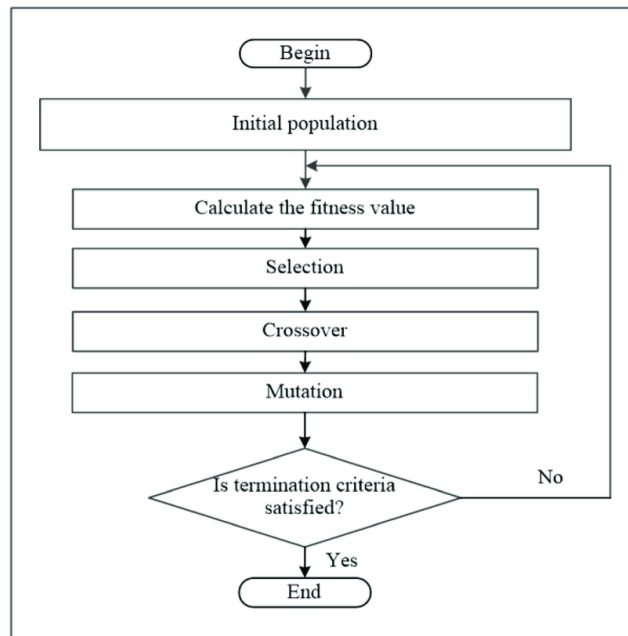 Begin
Initial population
Calculate the fitness value
Selection
Crossover
Mutation
Is termination criteria
satisfied?
No
Yes
End